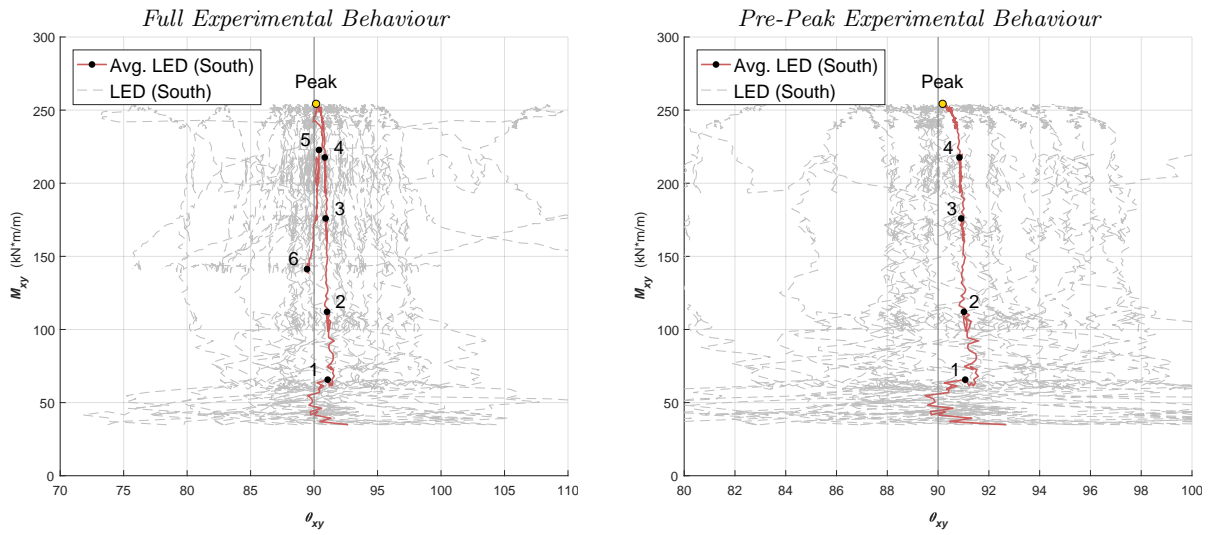 Full Experimental Behaviour
300
250
200
150
100
50
0
M_xy (kN*m/m)
Avg. LED (South)
LED (South)
Peak
5
4
3
6
2
1
70 75 80 85 90 95 100 105 110
θ_xy
Pre-Peak Experimental Behaviour
300
250
200
150
100
50
0
M_xy (kN*m/m)
Avg. LED (South)
LED (South)
Peak
4
3
2
1
80 82 84 86 88 90 92 94 96 98 100
θ_xy